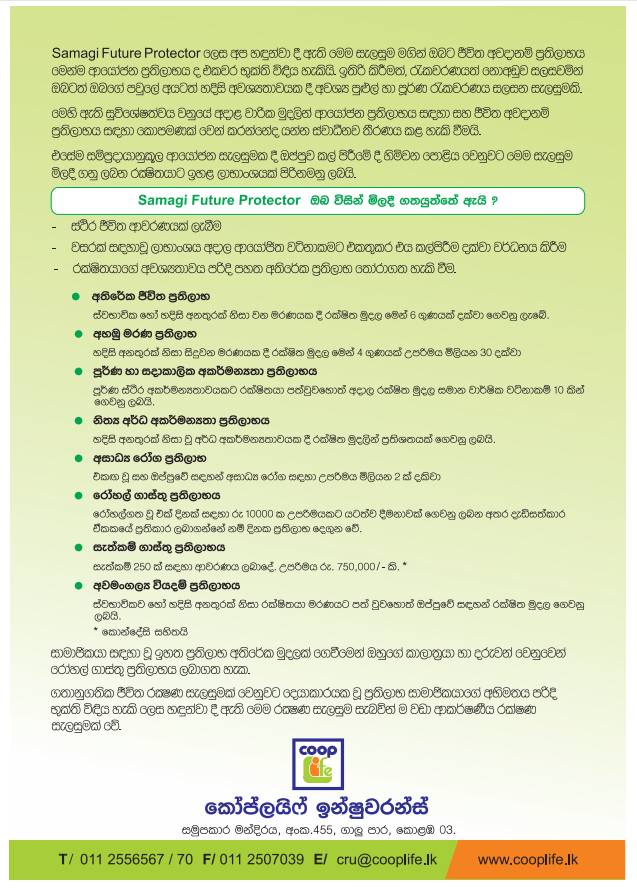 Samagi Future Protector ලෙස අප හඳුන්වා දී ඇති මෙම සැලසුම මගින් ඔබට ජීවිත අවදානම් ප්‍රතිලාභය
මෙන්ම ආයෝජන ප්‍රතිලාභය ද එකවර භුක්ති විඳිය හැකියි. ඉතිරි කිරීමත්, රැකවරණයත් නොඅඩුව සලසවමින්
ඔබටත් ඔබගේ පවුලේ අයටත් හදිසි අවශ්‍යතාවයක දී අවශ්‍ය පුළුල් හා පූර්ණ රැකවරණය සලසන සැලසුමකි.
මෙහි ඇති සුවිශේෂත්වය වනුයේ අදාළ වාරික මුදලින් ආයෝජන ප්‍රතිලාභය සඳහා සහ ජීවිත අවදානම්
ප්‍රතිලාභය සඳහා කොපමණක් වෙන් කරන්නේද යන්න ස්වාධීනව තීරණය කළ හැකි වීමයි.
එසේම සම්ප්‍රදායානුකූල ආයෝජන සැලසුමක දී ඔප්පුව කල් පිරීමේ දී හිමිවන පොළිය වෙනුවට මෙම සැලසුම
මිලදී ගනු ලබන රක්ෂිතයාට ඉහළ ලාභාංශයක් පිරිනමනු ලබයි.
Samagi Future Protector ඔබ විසින් මිලදී ගතයුත්තේ ඇයි ?
- ස්ථිර ජීවිත ආවරණයක් ලැබීම
- වසරක් සඳහාවූ ලාභාංශය අදාල ආයෝජිත වටිනාකමට එකතුකර එය කල්පිරීම දක්වා වර්ධනය කිරීම
- රක්ෂිතයාගේ අවශ්‍යතාවය පරිදි පහත අතිරේක ප්‍රතිලාභ තෝරාගත හැකි වීම.
● අතිරේක ජීවිත ප්‍රතිලාභ
ස්වභාවික හෝ හදිසි අනතුරක් නිසා වන මරණයක දී රක්ෂිත මුදල මෙන් 6 ගුණයක් දක්වා ගෙවනු ලැබේ.
● අහඹු මරණ ප්‍රතිලාභ
හදිසි අනතුරක් නිසා සිදුවන මරණයක දී රක්ෂිත මුදල මෙන් 4 ගුණයක් උපරිමය මිලියන 30 දක්වා
● පූර්ණ හා සදාකාලික අකර්මන්‍යතා ප්‍රතිලාභය
පූර්ණ ස්ථිර අකර්මන්‍යතාවයකට රක්ෂිතයා පත්වුවහොත් අදාල රක්ෂිත මුදල සමාන වාර්ෂික වටිනාකම් 10 කින්
ගෙවනු ලබයි.
● නිත්‍ය අර්ධ අකර්මන්‍යතා ප්‍රතිලාභය
හදිසි අනතුරක් නිසා වූ අර්ධ අකර්මන්‍යතාවයක දී රක්ෂිත මුදලින් ප්‍රතිශතයක් ගෙවනු ලබයි.
● අසාධ්‍ය රෝග ප්‍රතිලාභ
එකඟ වූ සහ ඔප්පුවේ සඳහන් අසාධ්‍ය රෝග සඳහා උපරිමය මිලියන 2 ක් දක්වා
● රෝහල් ගාස්තු ප්‍රතිලාභය
රෝහල්ගත වූ එක් දිනක් සඳහා රු 10000 ක උපරිමයකට යටත්ව දීමනාවක් ගෙවනු ලබන අතර දැඩිසත්කාර
ඒකකයේ ප්‍රතිකාර ලබාගන්නේ නම් දිනක ප්‍රතිලාභ දෙගුන වේ.
● සැත්කම් ගාස්තු ප්‍රතිලාභය
සැත්කම් 250 ක් සඳහා ආවරණය ලබාදේ. උපරිමය රු. 750,000/- කි. *
● අවමංගල්‍ය වියදම් ප්‍රතිලාභය
ස්වභාවිකව හෝ හදිසි අනතුරක් නිසා රක්ෂිතයා මරණයට පත් වුවහොත් ඔප්පුවේ සඳහන් රක්ෂිත මුදල ගෙවනු
ලබයි.
* කොන්දේසි සහිතයි
සාමාජිකයා සඳහා වූ ඉහත ප්‍රතිලාභ අතිරේක මුදලක් ගෙවීමෙන් ඔහුගේ කාලාත්‍රයා හා දරුවන් වෙනුවෙන්
රෝහල් ගාස්තු ප්‍රතිලාභය ලබාගත හැක.
ගතානුගතික ජීවිත රක්ෂණ සැලසුමක් වෙනුවට දෙයාකාරයක වූ ප්‍රතිලාභ සාමාජිකයාගේ අභිමතය පරිදි
භුක්ති විඳිය හැකි ලෙස හඳුන්වා දී ඇති මෙම රක්ෂණ සැලසුම සැබවින් ම වඩා ආකර්ෂණීය රක්ෂණ
සැලසුමක් වේ.
coop
life
කෝප්ලයිෆ් ඉන්ෂුවරන්ස්
සමුපකාර මන්දිරය, අංක.455, ගාලු පාර, කොළඹ 03.
T/ 011 2556567 / 70 F/ 011 2507039 E/ cru@cooplife.lk www.cooplife.lk